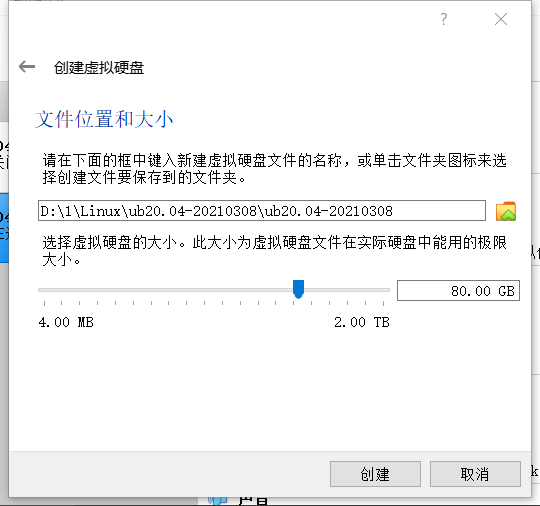 ?
创建虚拟硬盘
文件位置和大小
请在下面的框中键入新建虚拟硬盘文件的名称，或单击文件夹图标来选
择创建文件要保存到的文件夹。
D:\1\Linux\ub20.04-20210308\ub20.04-20210308
选择虚拟硬盘的大小。此大小为虚拟硬盘文件在实际硬盘中能用的极限
大小。
80.00 GB
4.00 MB
2.00 TB
创建
取消
声音